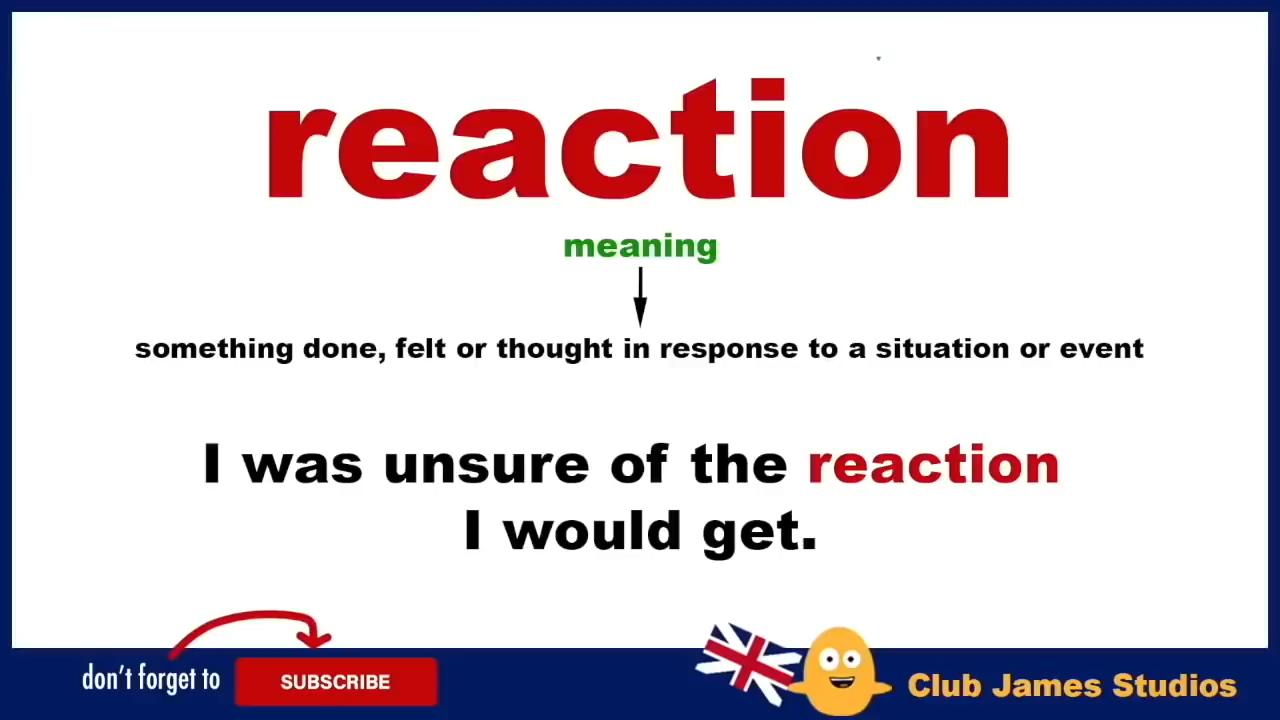 reaction
meaning
something done, felt or thought in response to a situation or event
I was unsure of the reaction
I would get.
don't forget to
SUBSCRIBE
Club James Studios